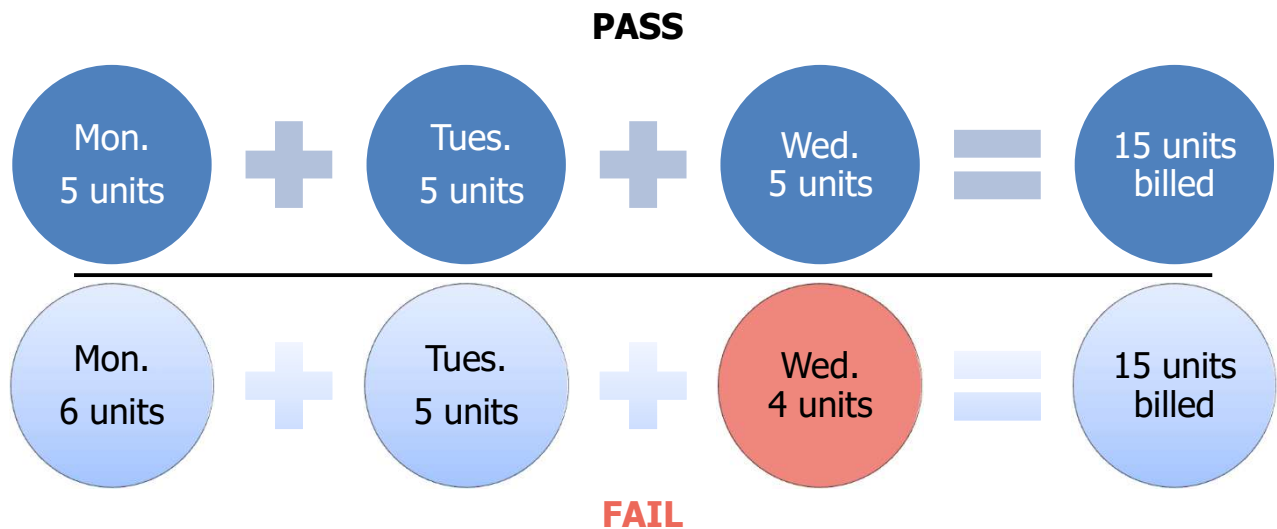 PASS
Mon.
5 units
Tues.
5 units
Wed.
5 units
15 units
billed
Mon.
6 units
Tues.
5 units
Wed.
4 units
15 units
billed
FAIL